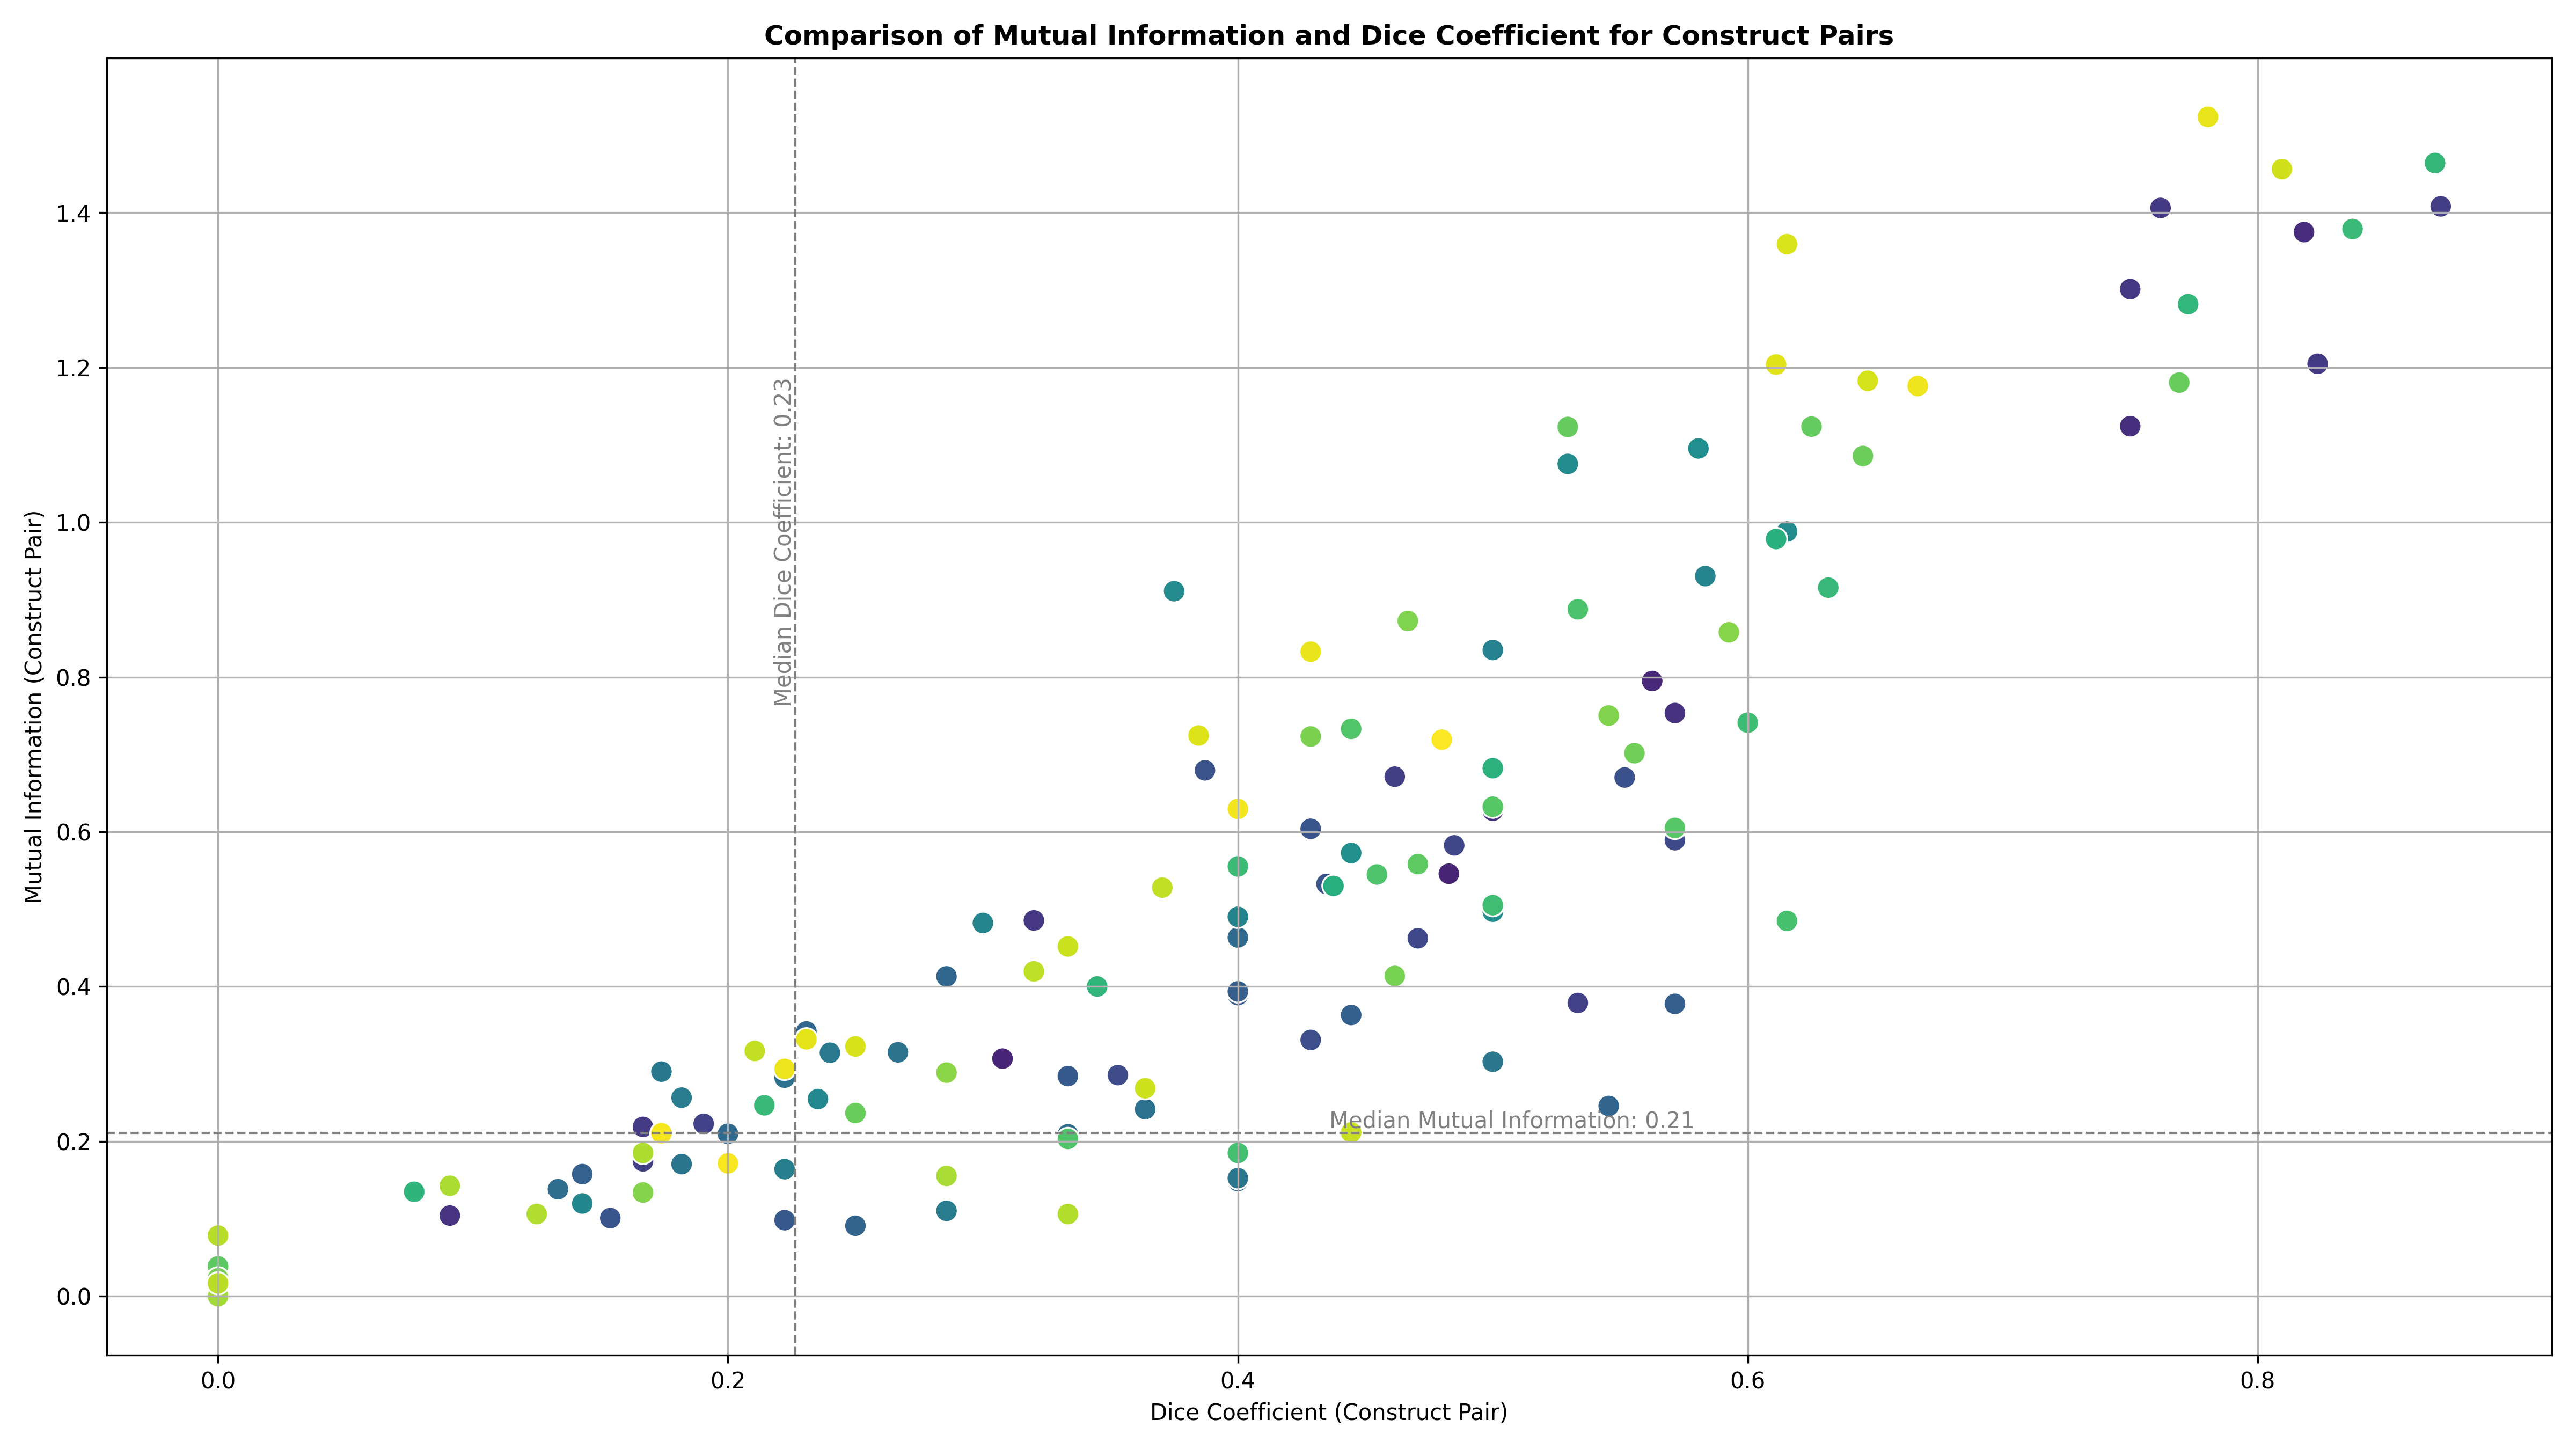 Comparison of Mutual Information and Dice Coefficient for Construct Pairs
Mutual Information (Construct Pair)
1.4
1.2
1.0
0.8
0.6
0.4
0.2
0.0
Median Dice Coefficient: 0.23
Median Mutual Information: 0.21
0.0
0.2
0.4
0.6
0.8
Dice Coefficient (Construct Pair)